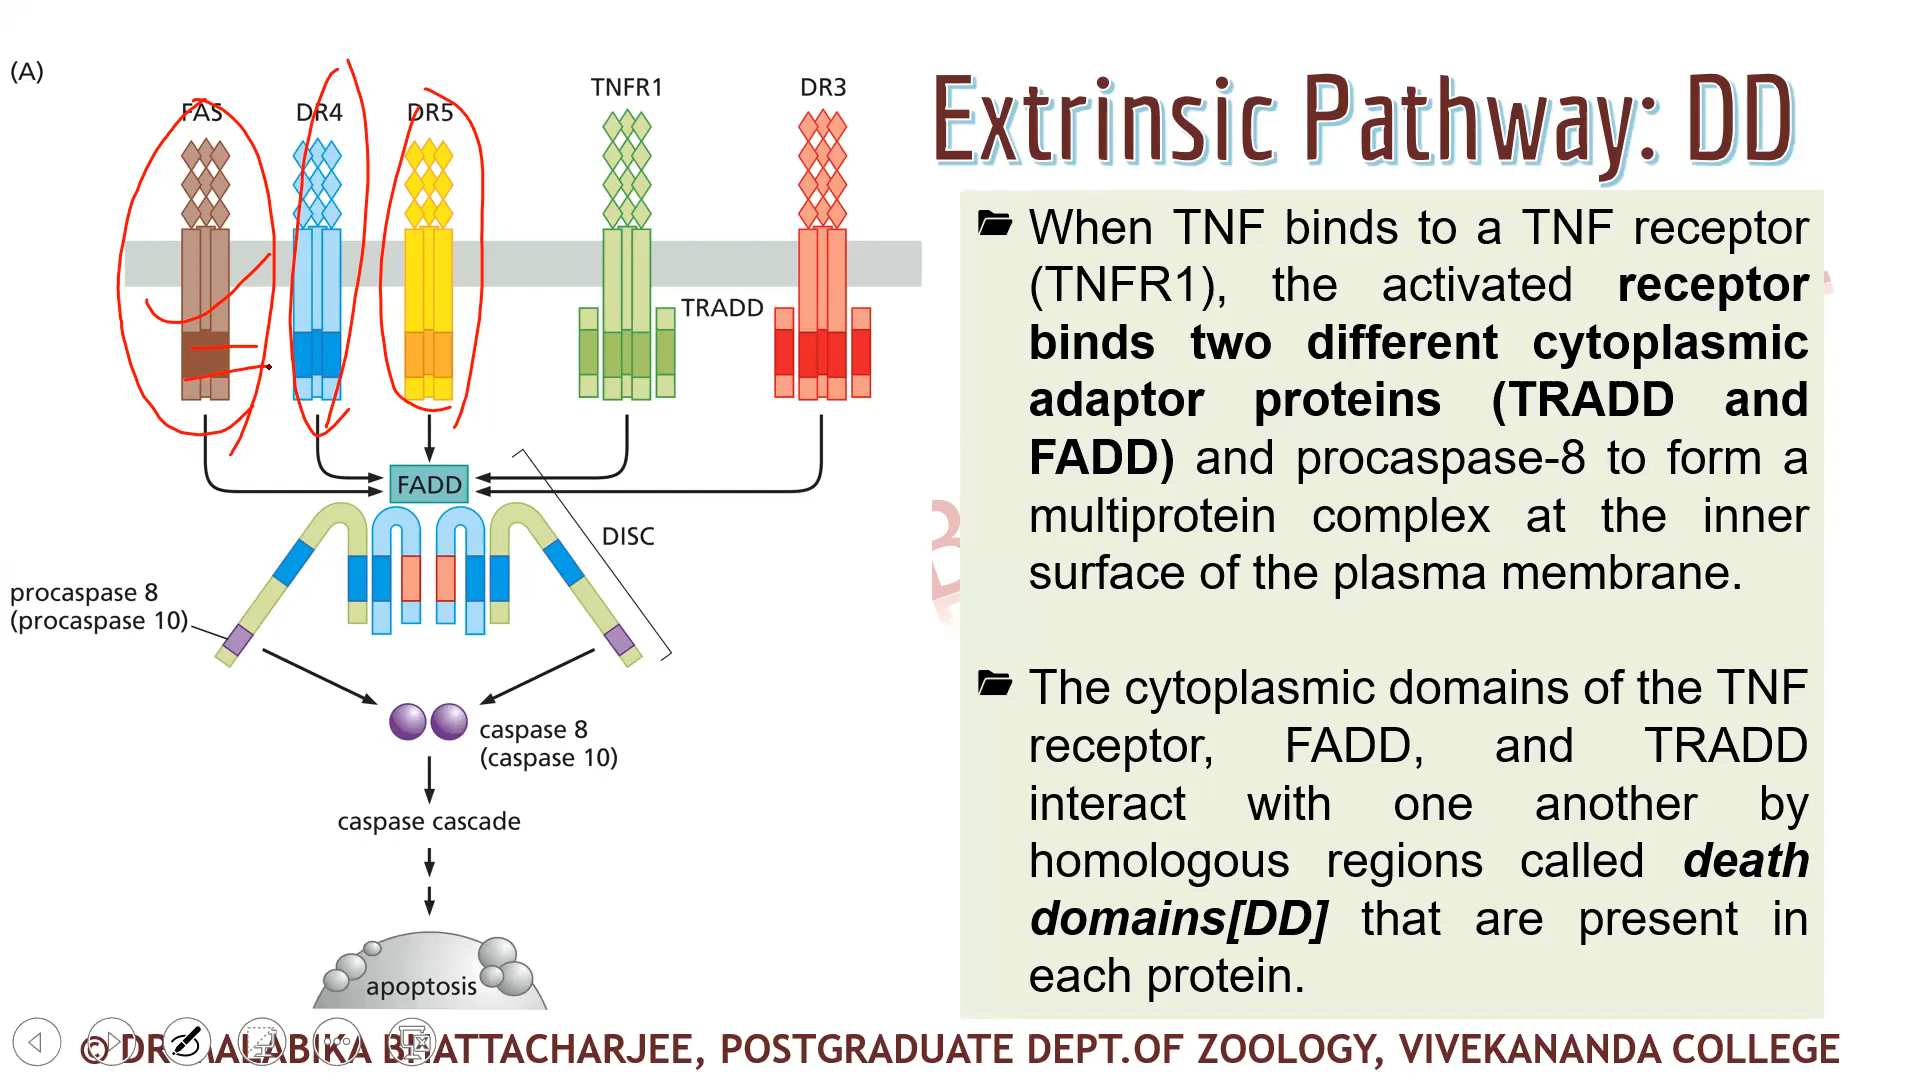 (A)
FAS
DR4
DR5
TNFR1
DR3
TRADD
FADD
DISC
procaspase 8
(procaspase 10)
caspase 8
(caspase 10)
caspase cascade
apoptosis
Extrinsic Pathway: DD
When TNF binds to a TNF receptor
(TNFR1), the activated receptor
binds two different cytoplasmic
adaptor proteins (TRADD and
FADD) and procaspase-8 to form a
multiprotein complex at the inner
surface of the plasma membrane.
The cytoplasmic domains of the TNF
receptor, FADD, and TRADD
interact with one another by
homologous regions called death
domains[DD] that are present in
each protein.
© DR MALABIKA BHATTACHARJEE, POSTGRADUATE DEPT.OF ZOOLOGY, VIVEKANANDA COLLEGE